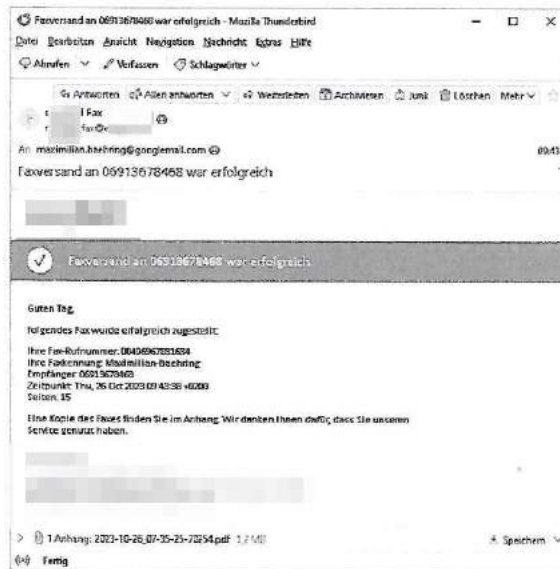 Faxversand an 06913678468 war erfolgreich - Mozilla Thunderbird
Datei Bearbeiten Ansicht Navigation Nachricht Extras Hilfe
Abrufen Verfassen Schlagwörter
Antworten Allen antworten Weiterleiten Archivieren Junk Löschen Mehr
Fax
fax@
An maximilian.baehring@googlemail.com 09:43
Faxversand an 06913678468 war erfolgreich
Faxversand an 06913678468 war erfolgreich
Guten Tag,
folgendes Fax wurde erfolgreich zugestellt:
Ihre Fax-Rufnummer: 00496967831634
Ihre Faxkennung: Maximilian-Baehring
Empfänger: 06913678468
Zeitpunkt: Thu, 26 Oct 2023 09:43:38 +0200
Seiten: 15
Eine Kopie des Faxes finden Sie im Anhang. Wir danken Ihnen dafür, dass Sie unseren
Service genutzt haben.
1 Anhang: 2023-10-26_07-35-25-70254.pdf 1,7 MB Speichern
Fertig